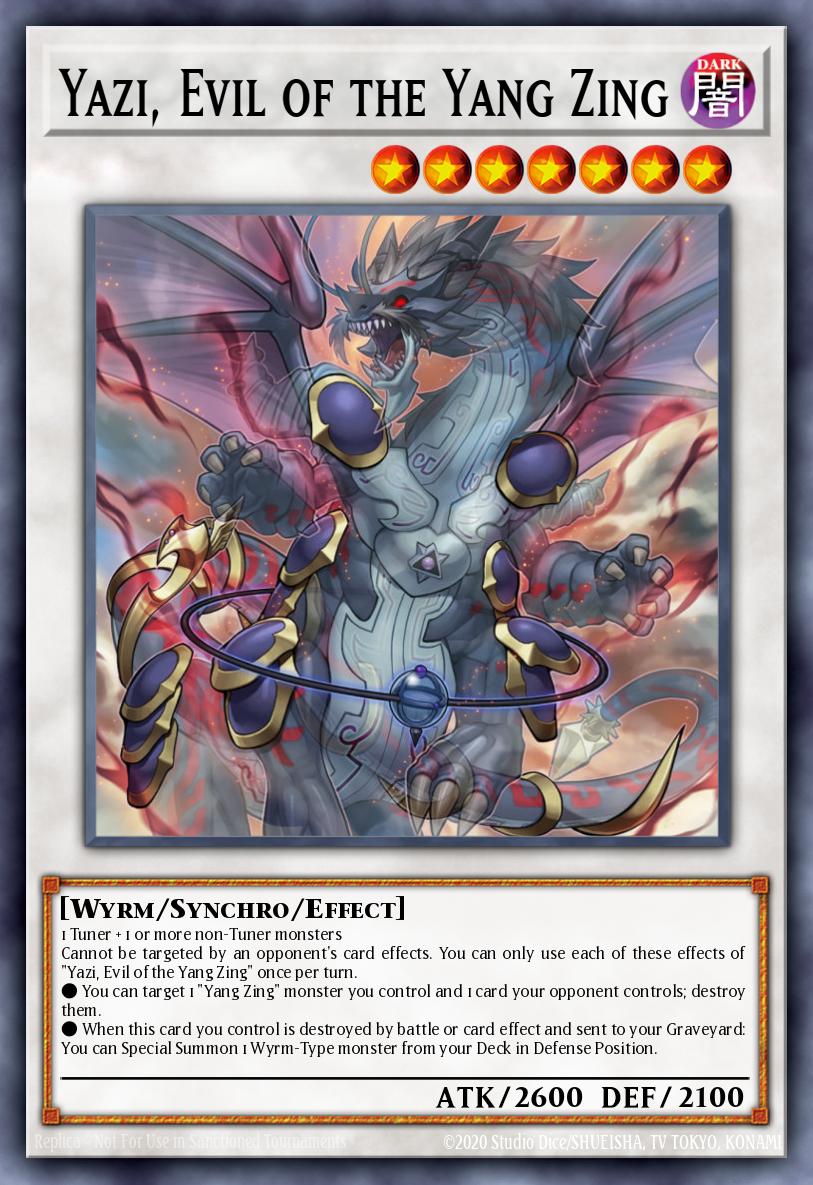 Yazi, Evil of the Yang Zing
DARK
闇
[Wyrm/Synchro/Effect]
1 Tuner + 1 or more non-Tuner monsters
Cannot be targeted by an opponent's card effects. You can only use each of these effects of
"Yazi, Evil of the Yang Zing" once per turn.
● You can target 1 "Yang Zing" monster you control and 1 card your opponent controls; destroy
them.
● When this card you control is destroyed by battle or card effect and sent to your Graveyard:
You can Special Summon 1 Wyrm-Type monster from your Deck in Defense Position.
ATK/2600 DEF/2100
Replica - Not For Use in Sanctioned Tournaments
©2020 Studio Dice/SHUEISHA, TV TOKYO, KONAMI